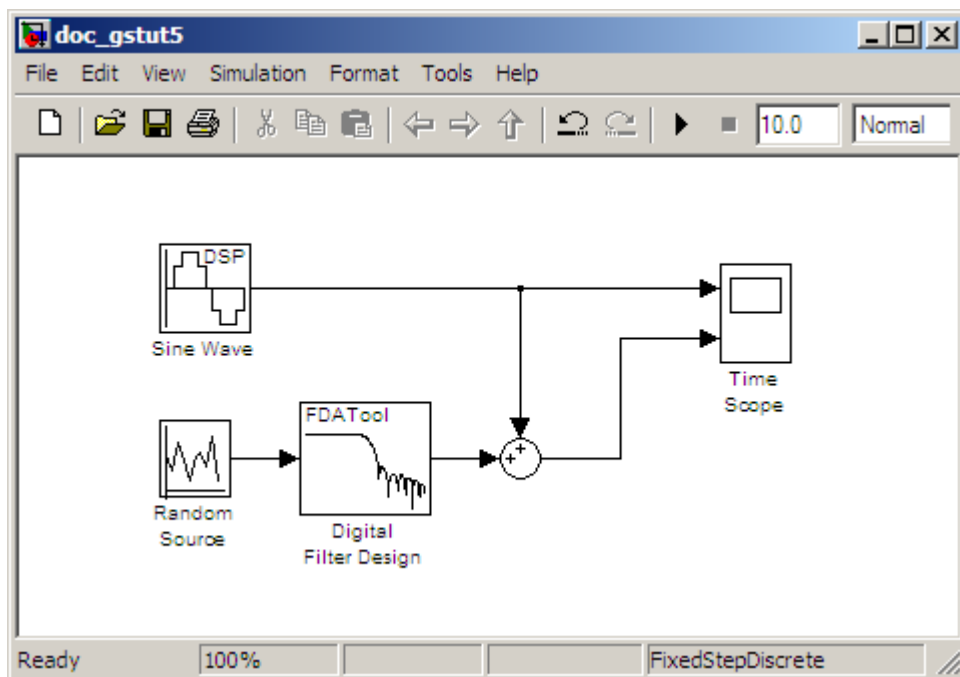 doc_gstut5
File Edit View Simulation Format Tools Help
10.0 Normal
DSP
Sine Wave
Time
Scope
FDATool
Random
Source
Digital
Filter Design
Ready 100% FixedStepDiscrete